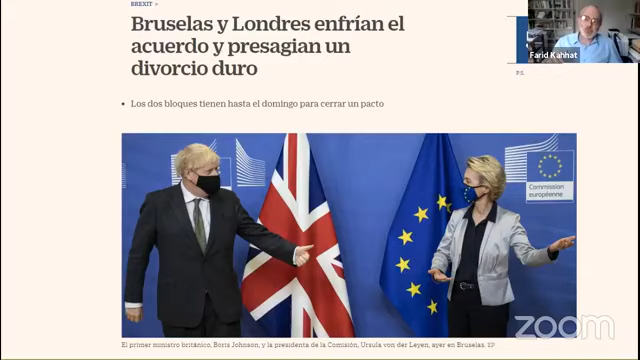 BREXIT >
Bruselas y Londres enfrían el
acuerdo y presagian un
divorcio duro
• Los dos bloques tienen hasta el domingo para cerrar un pacto
Farid Kahhat
P.S.
Commission
européenne
El primer ministro británico, Boris Johnson, y la presidenta de la Comisión, Ursula von der Leyen, ayer en Bruselas. EP
zoom